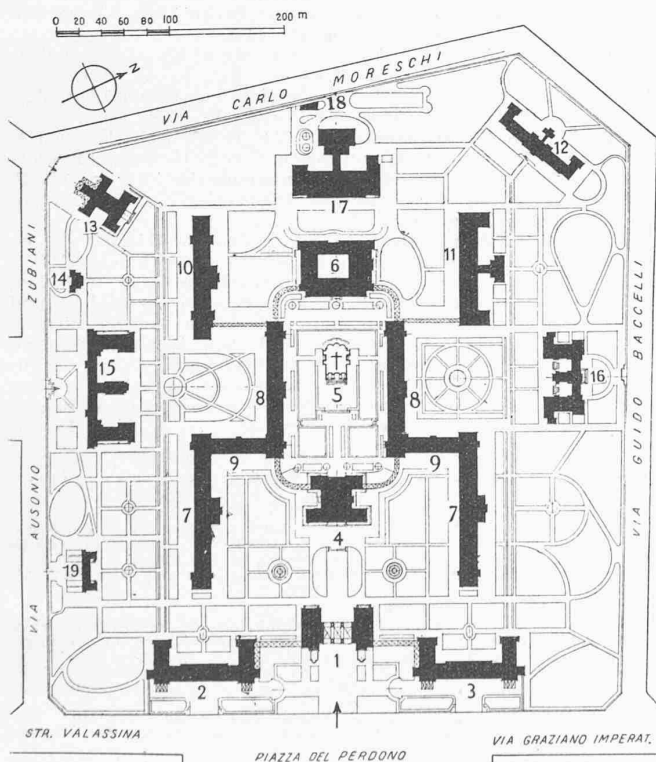 0 20 40 60 80 100 200 m
N
VIA CARLO MORESCHI
18
12
17
13
ZUBIANI
10
6
11
14
VIA GUIDO BACCELLI
15
16
8
5
8
9
9
VIA AUSONIO
7
7
4
19
1
2
3
STR. VALASSINA
VIA GRAZIANO IMPERAT.
PIAZZA DEL PERDONO